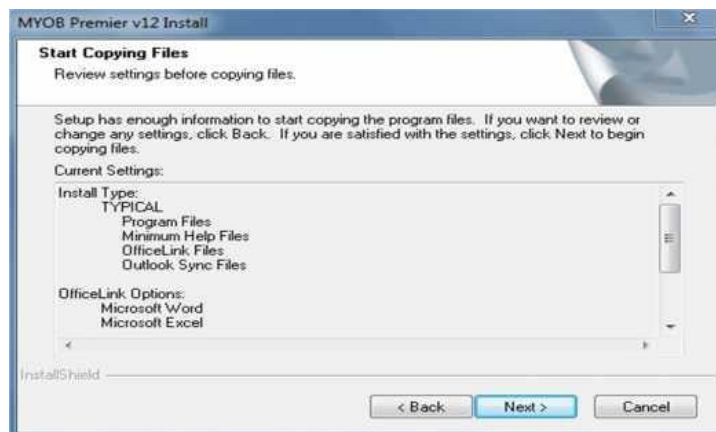 MYOB Premier v12 Install
Start Copying Files
Review settings before copying files.
Setup has enough information to start copying the program files. If you want to review or
change any settings, click Back. If you are satisfied with the settings, click Next to begin
copying files.
Current Settings:
Install Type:
TYPICAL
Program Files
Minimum Help Files
OfficeLink Files
Outlook Sync Files
OfficeLink Options:
Microsoft Word
Microsoft Excel
InstallShield
< Back
Next >
Cancel